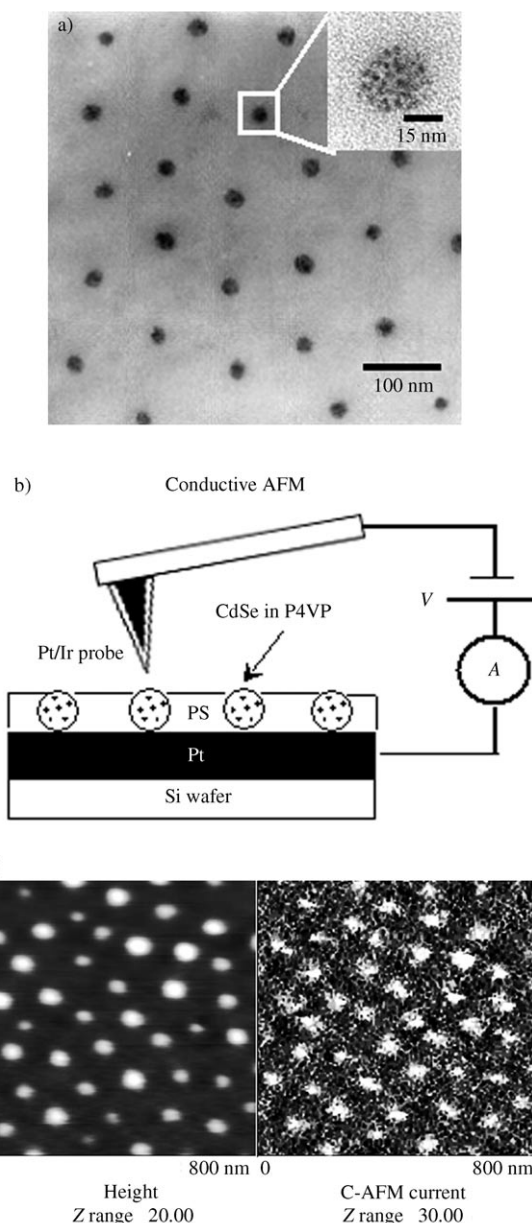 a)
15 nm
100 nm
b)
Conductive AFM
CdSe in P4VP
V
Pt/Ir probe
A
PS
Pt
Si wafer
800 nm 0 800 nm
Height C-AFM current
Z range 20.00 Z range 30.00